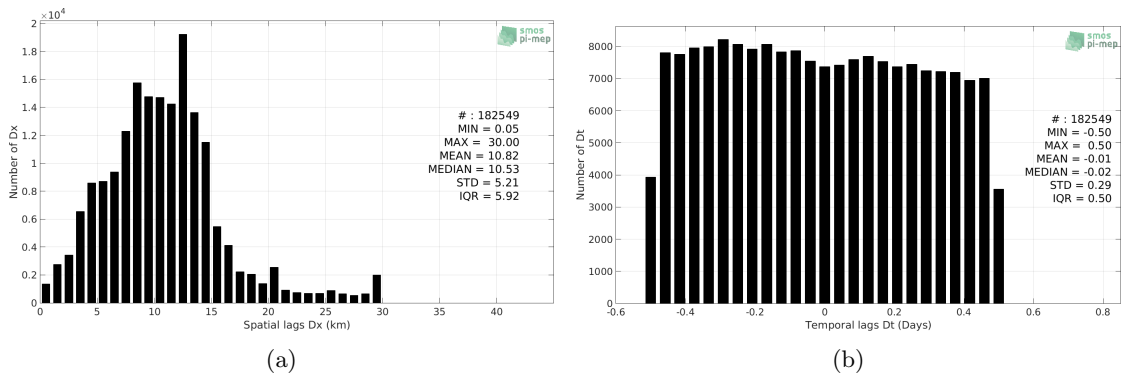 ×10⁴
2
1.8
1.6
1.4
1.2
1
0.8
0.6
0.4
0.2
0
Number of Dx
smos
pi-mep
# : 182549
MIN = 0.05
MAX = 30.00
MEAN = 10.82
MEDIAN = 10.53
STD = 5.21
IQR = 5.92
0 5 10 15 20 25 30 35 40
Spatial lags Dx (km)
(a)
8000
7000
6000
5000
4000
3000
2000
1000
0
Number of Dt
smos
pi-mep
# : 182549
MIN = -0.50
MAX = 0.50
MEAN = -0.01
MEDIAN = -0.02
STD = 0.29
IQR = 0.50
-0.6 -0.4 -0.2 0 0.2 0.4 0.6 0.8
Temporal lags Dt (Days)
(b)